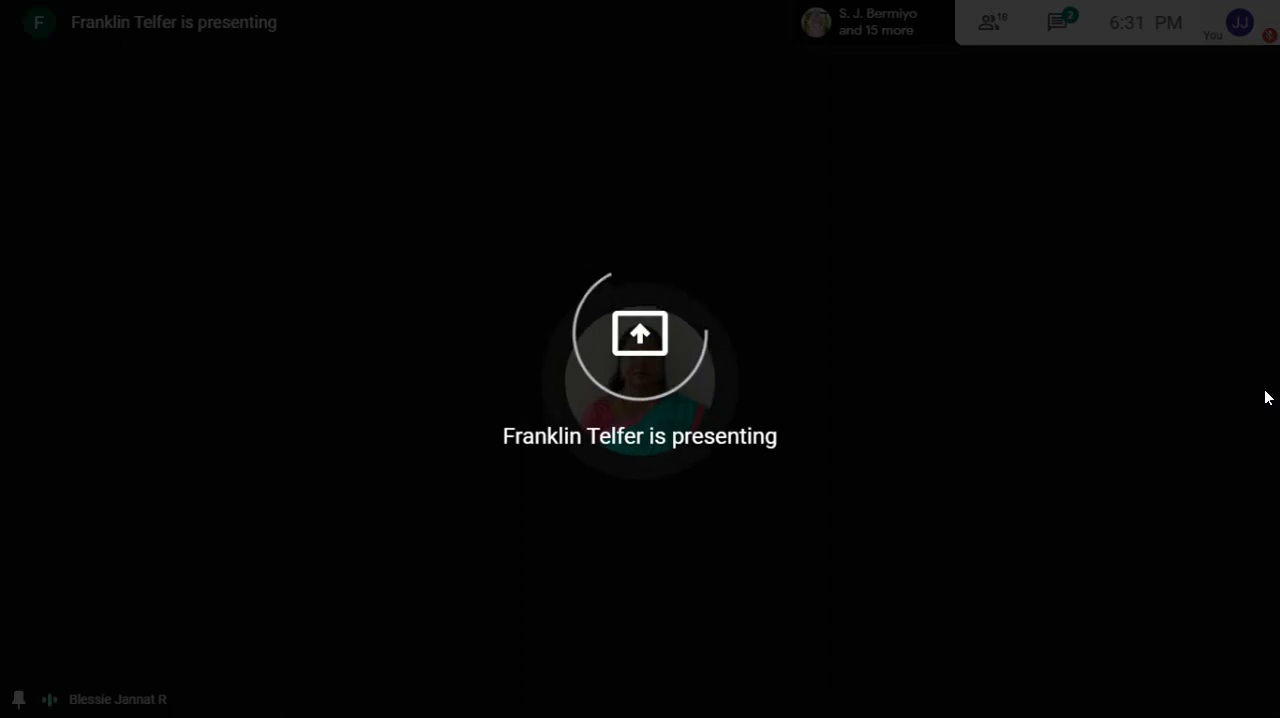 F
Franklin Telfer is presenting
S. J. Bermiyo
and 15 more
18
2
6:31 PM
You
JJ
Franklin Telfer is presenting
Blessie Jannat R